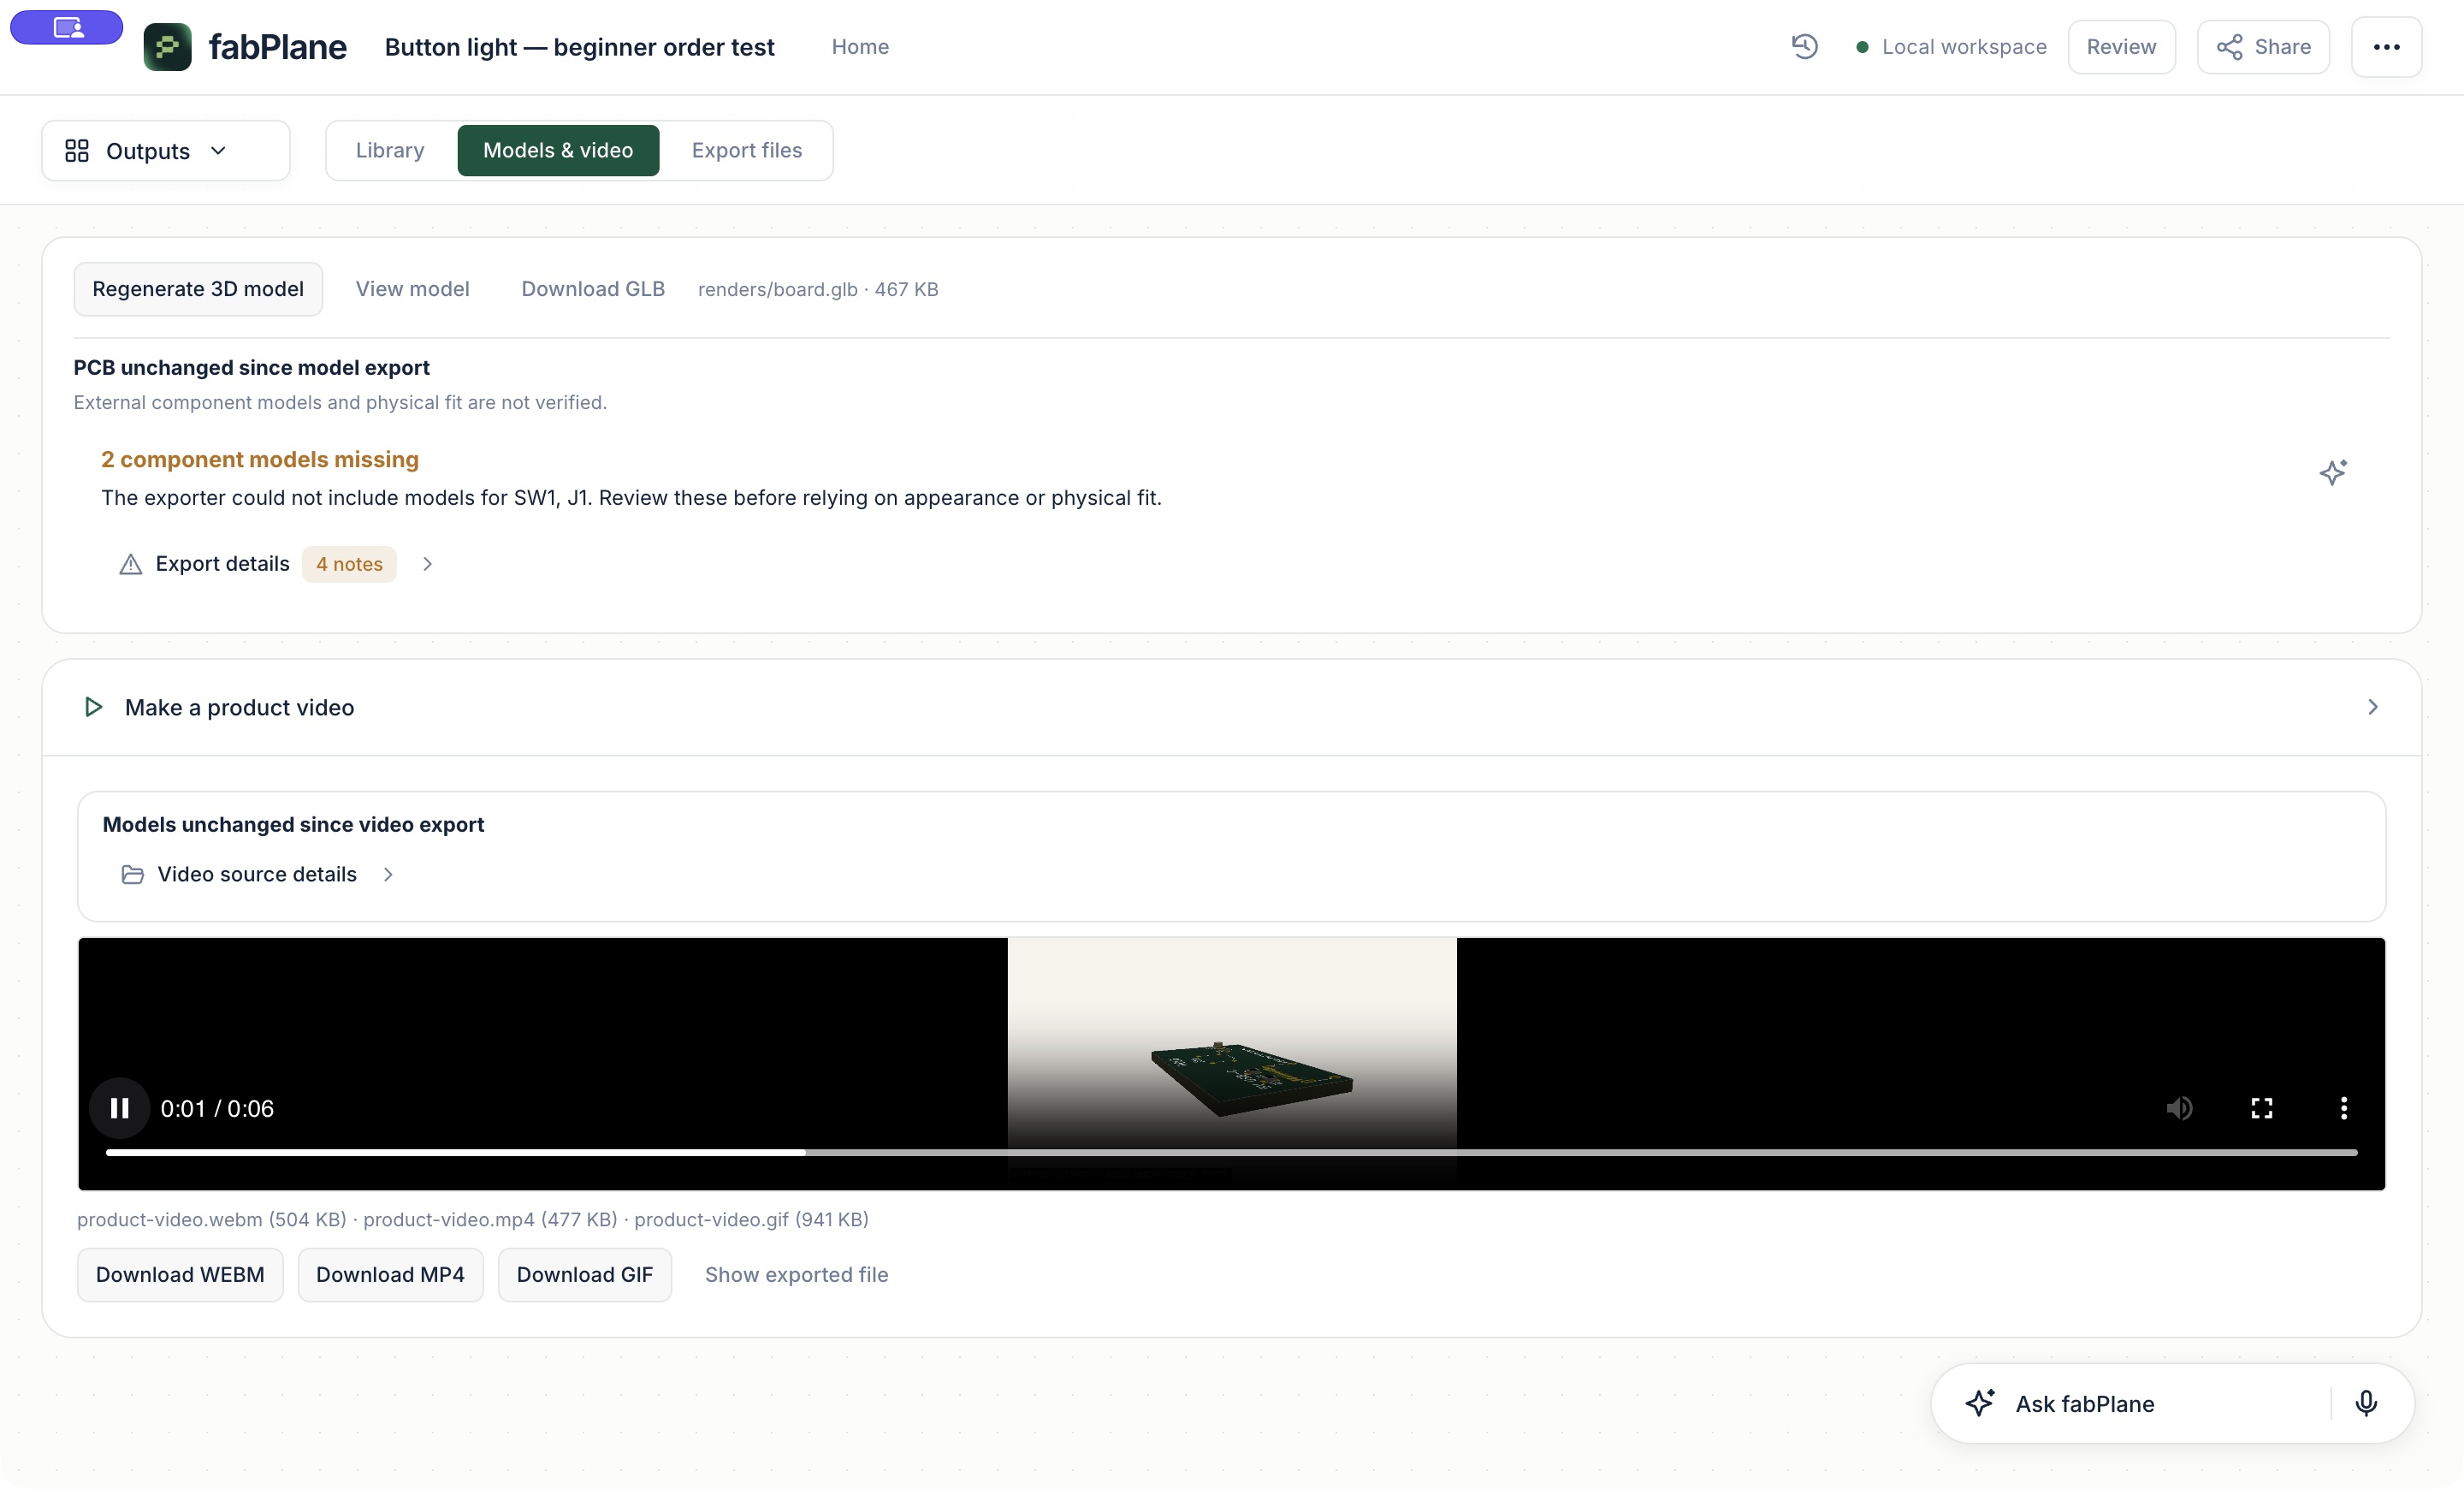 fabPlane Button light — beginner order test Home Local workspace Review Share
Outputs Library Models & video Export files
Regenerate 3D model View model Download GLB renders/board.glb · 467 KB
PCB unchanged since model export
External component models and physical fit are not verified.
2 component models missing
The exporter could not include models for SW1, J1. Review these before relying on appearance or physical fit.
Export details 4 notes
Make a product video
Models unchanged since video export
Video source details
0:01 / 0:06
product-video.webm (504 KB) · product-video.mp4 (477 KB) · product-video.gif (941 KB)
Download WEBM Download MP4 Download GIF Show exported file
Ask fabPlane